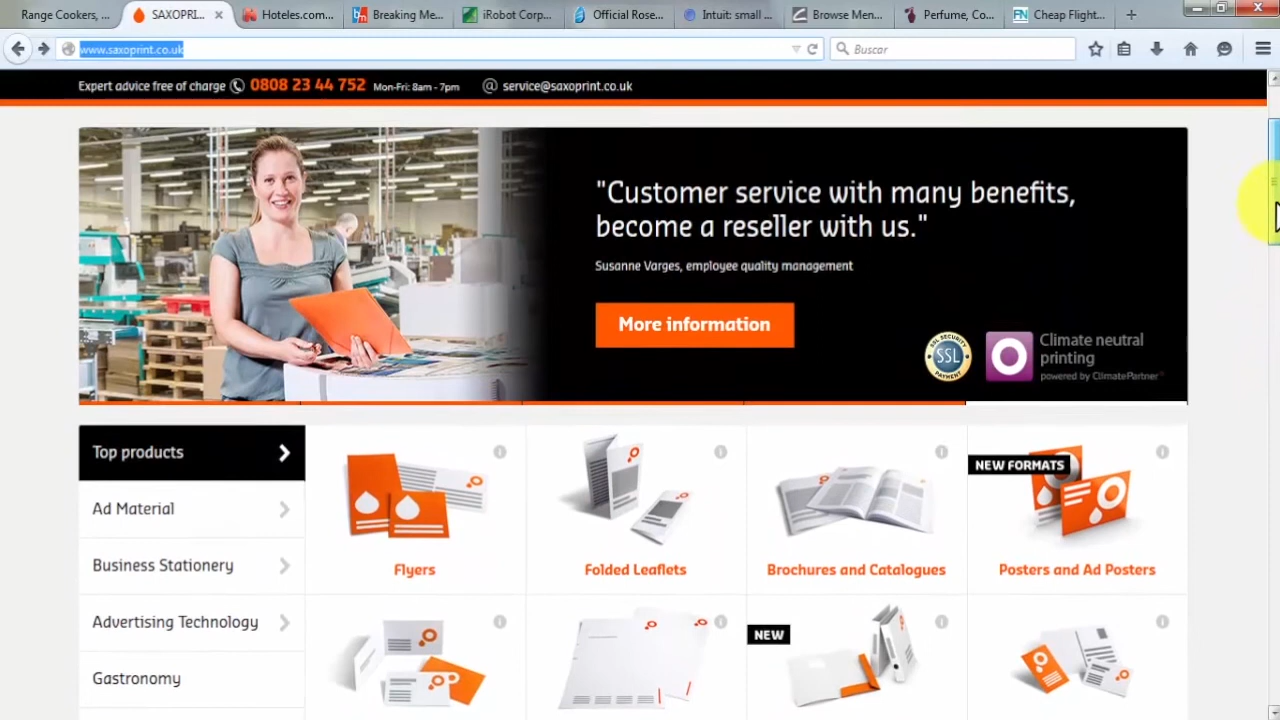 Range Cookers,
SAXOPRI...
Hoteles.com...
Breaking Me...
iRobot Corp...
Official Rose...
Intuit: small ...
Browse Men...
Perfume, Co...
Cheap Flight...
www.saxoprint.co.uk
Buscar
Expert advice free of charge 0808 23 44 752 Mon-Fri: 8am - 7pm @ service@saxoprint.co.uk
"Customer service with many benefits,
become a reseller with us."
Susanne Varges, employee quality management
More information
SSL SECURITY
SSL
PAYMENT
Climate neutral
printing
powered by ClimatePartner
Top products
Ad Material
Business Stationery
Advertising Technology
Gastronomy
Flyers
Folded Leaflets
Brochures and Catalogues
NEW FORMATS
Posters and Ad Posters
NEW